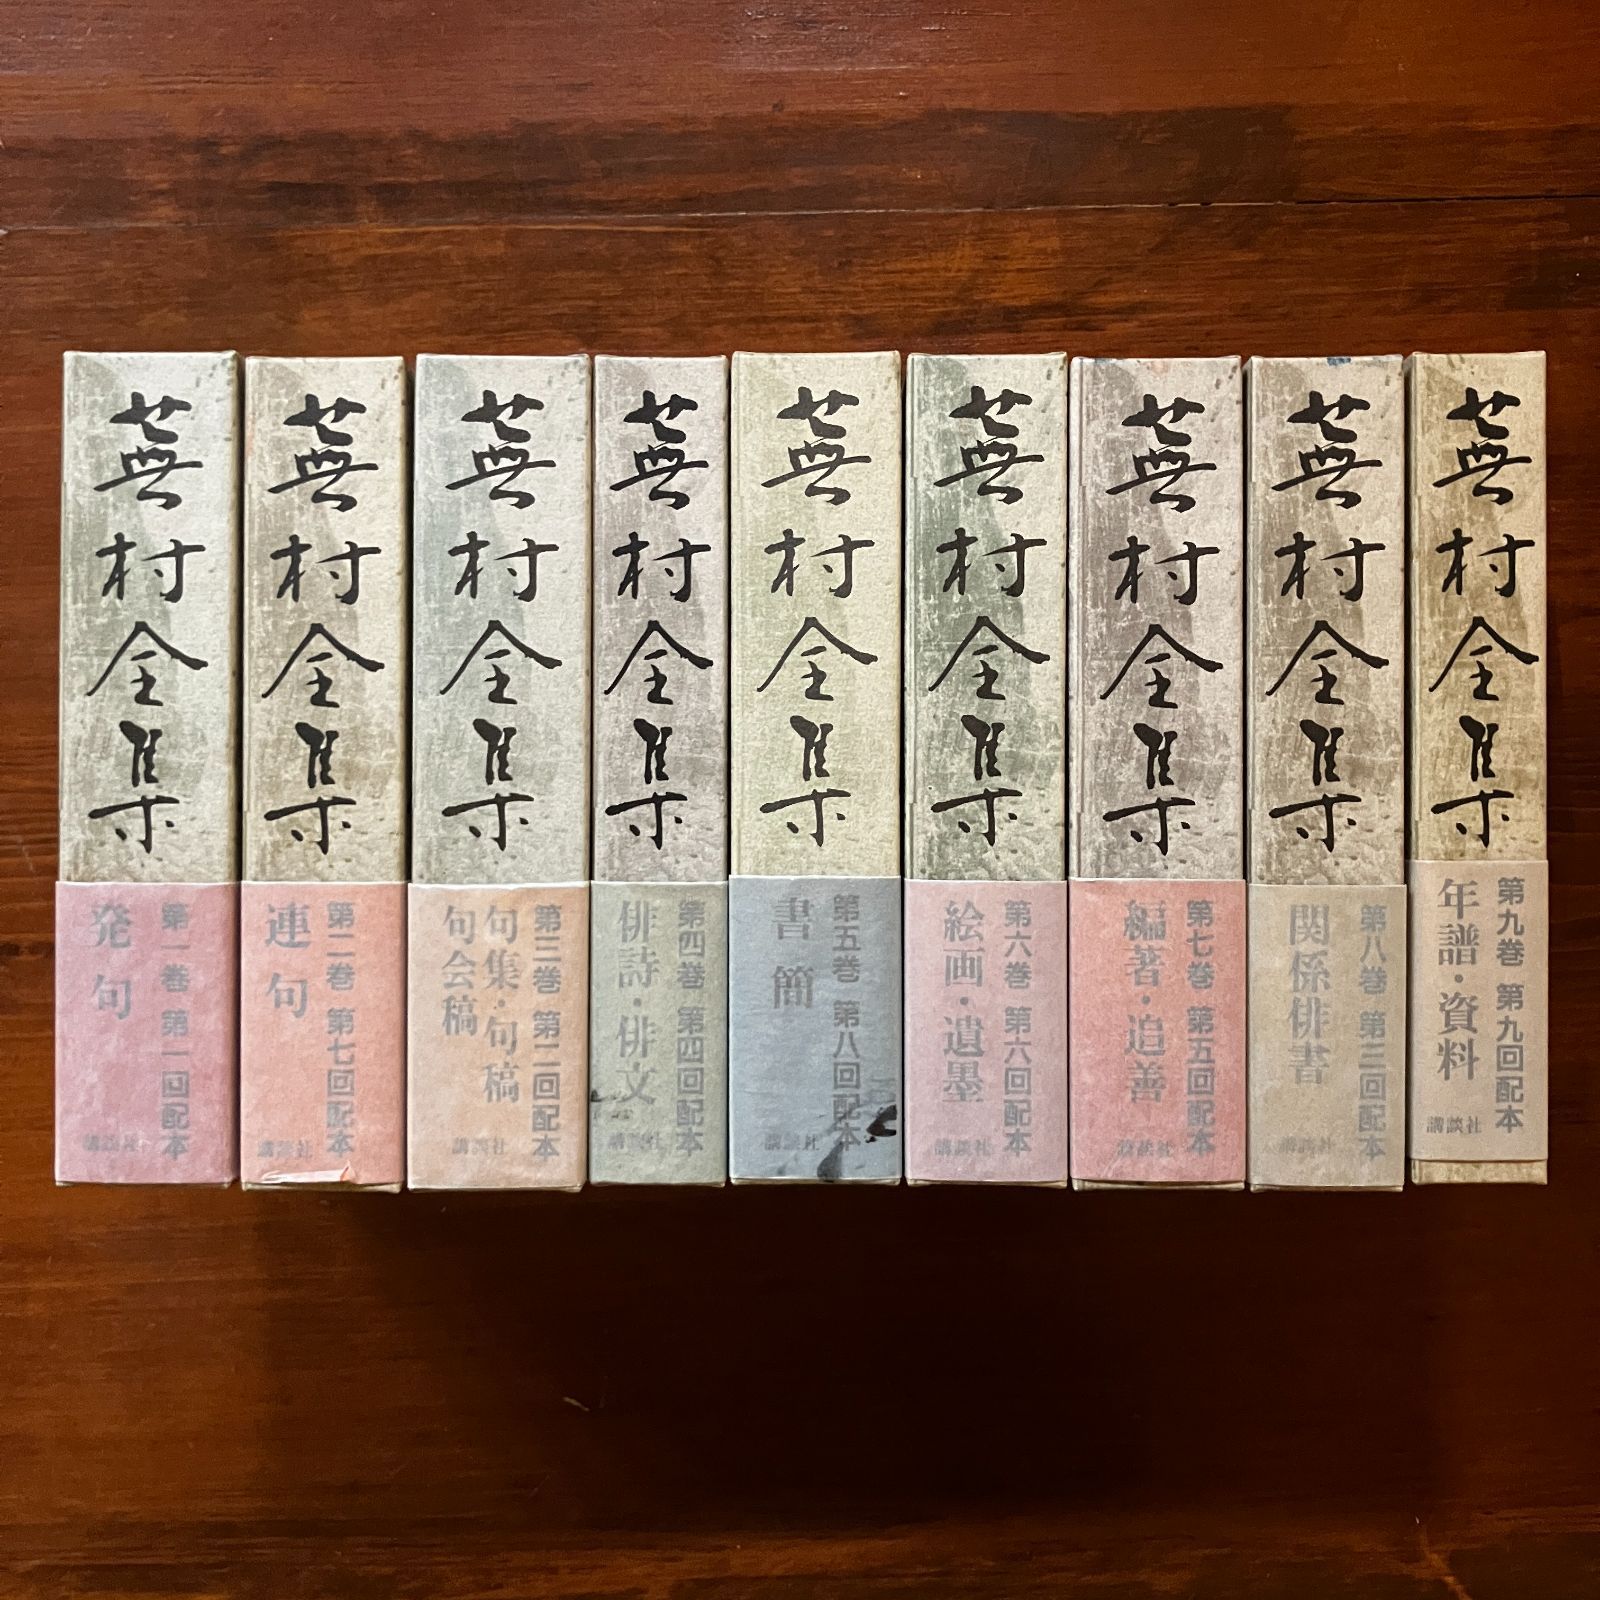 蕪村全集
第一巻 第一回配本
発句
講談社
蕪村全集
第二巻 第七回配本
連句
講談社
蕪村全集
第三巻 第二回配本
句集・句稿
句会稿
講談社
蕪村全集
第四巻 第四回配本
俳詩・俳文
講談社
蕪村全集
第五巻 第八回配本
書簡
講談社
蕪村全集
第六巻 第六回配本
絵画・遺墨
講談社
蕪村全集
第七巻 第五回配本
編著・追善
講談社
蕪村全集
第八巻 第三回配本
関係俳書
講談社
蕪村全集
第九巻 第九回配本
年譜・資料
講談社